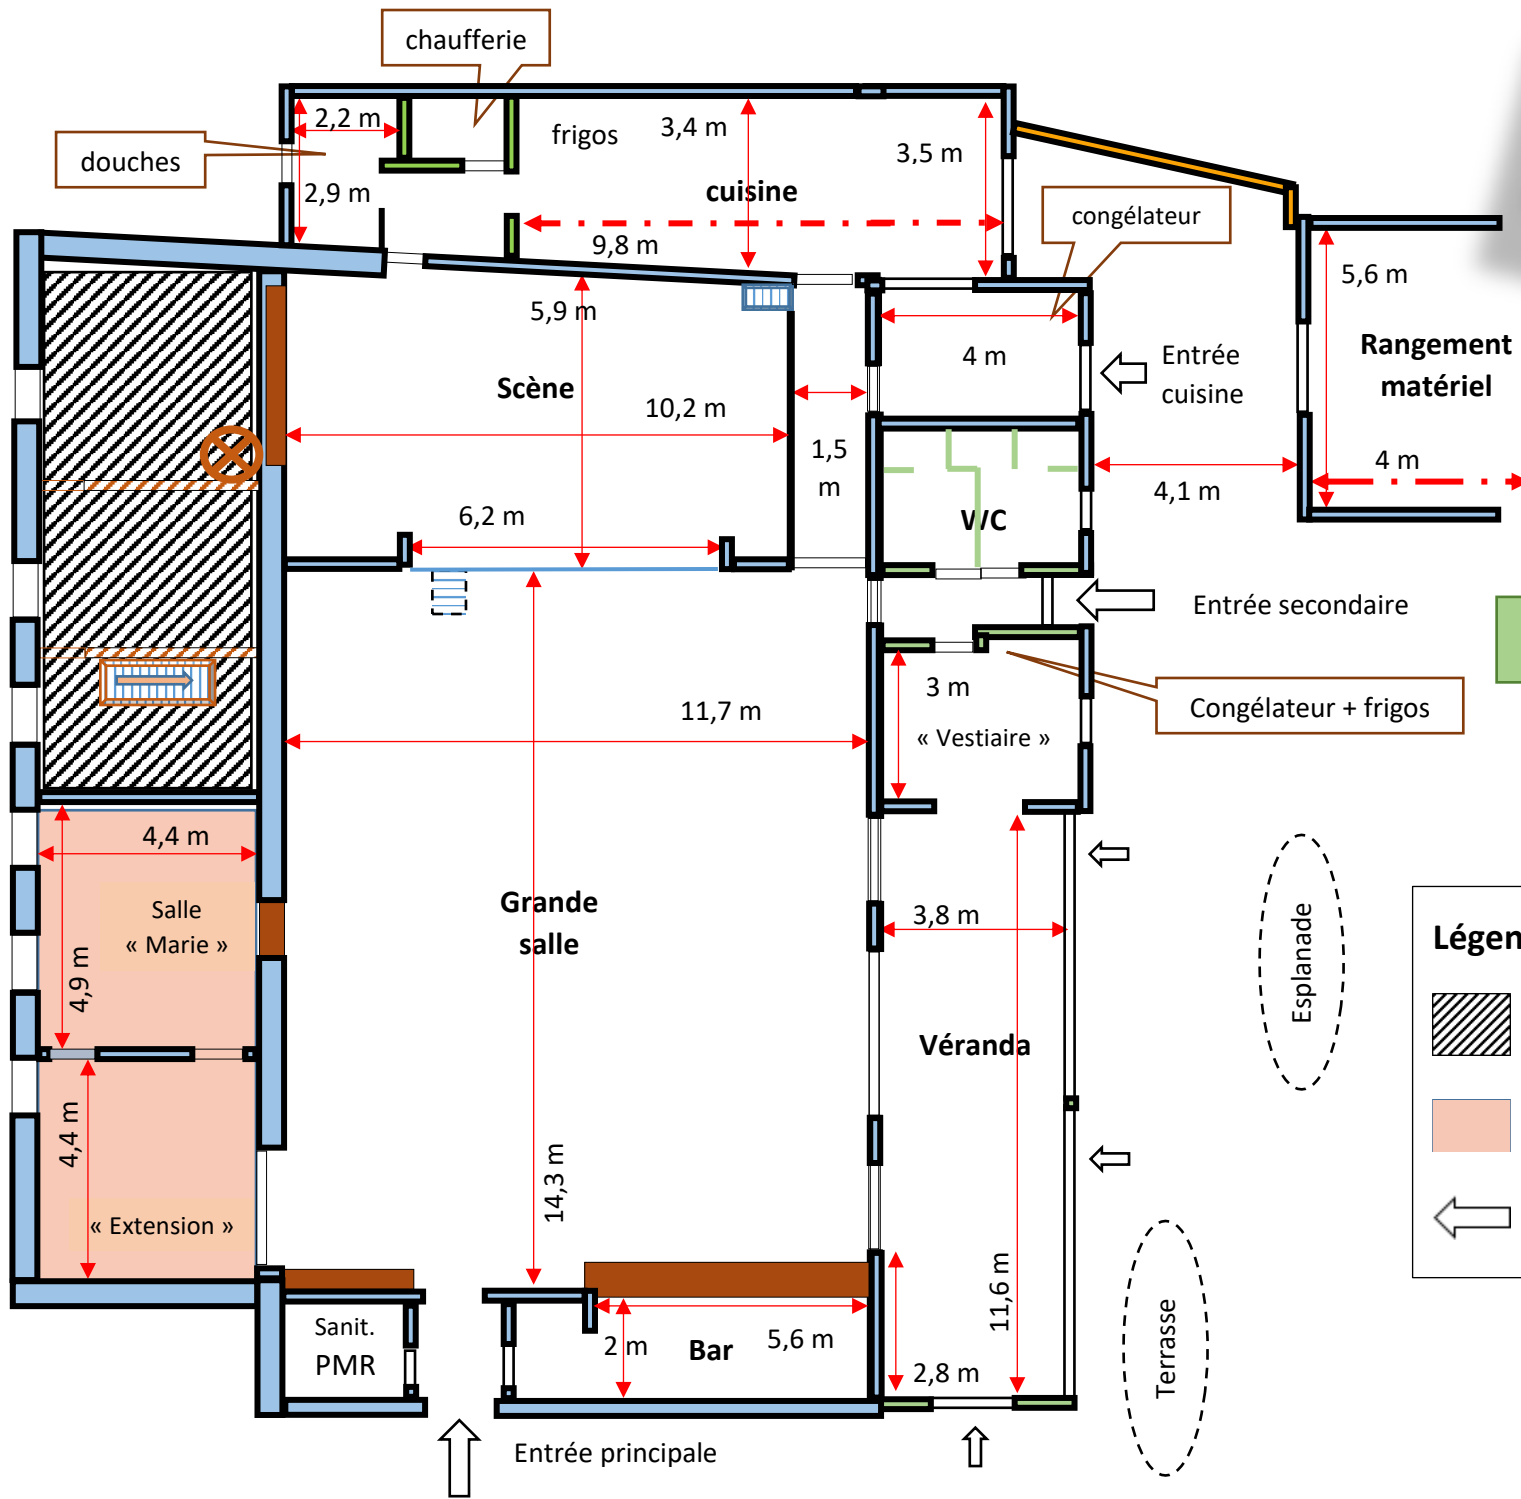 chaufferie
2,2 m
frigos
3,4 m
3,5 m
douches
2,9 m
cuisine
congélateur
9,8 m
5,9 m
5,6 m
4 m
Entrée
cuisine
Rangement
matériel
Scène
10,2 m
1,5
m
4 m
4,1 m
6,2 m
WC
Entrée secondaire
3 m
11,7 m
Congélateur + frigos
« Vestiaire »
4,4 m
Salle
« Marie »
4,9 m
Grande
salle
3,8 m
Esplanade
Légen
Véranda
4,4 m
14,3 m
« Extension »
11,6 m
Terrasse
Sanit.
PMR
2 m
Bar
5,6 m
2,8 m
Entrée principale